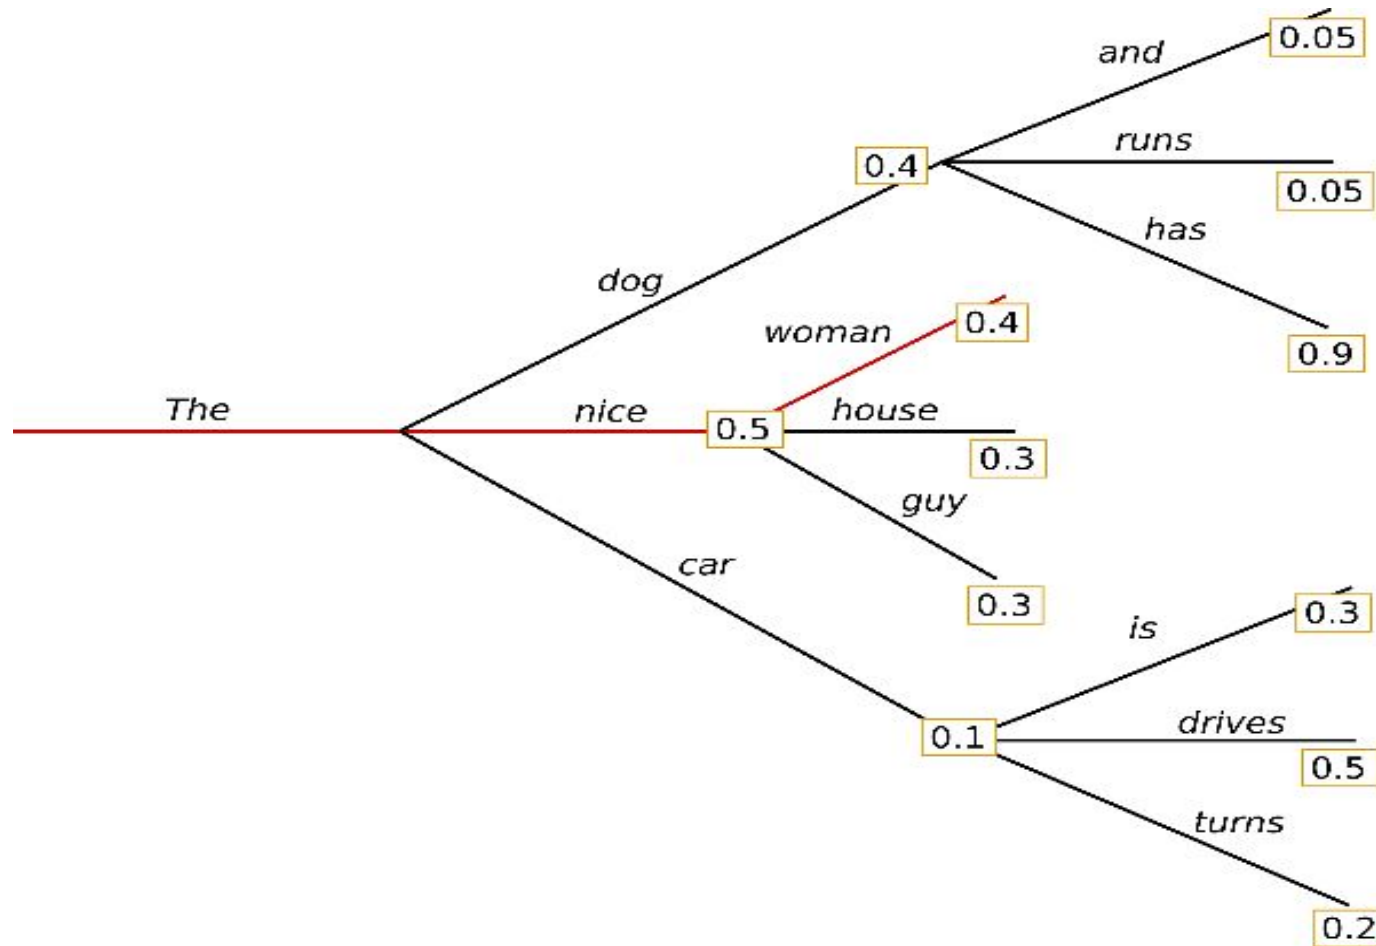 and
0.05
runs
0.4
0.05
has
dog
woman
0.4
0.9
The
nice
house
0.5
0.3
guy
car
0.3
is
0.3
drives
0.1
0.5
turns
0.2